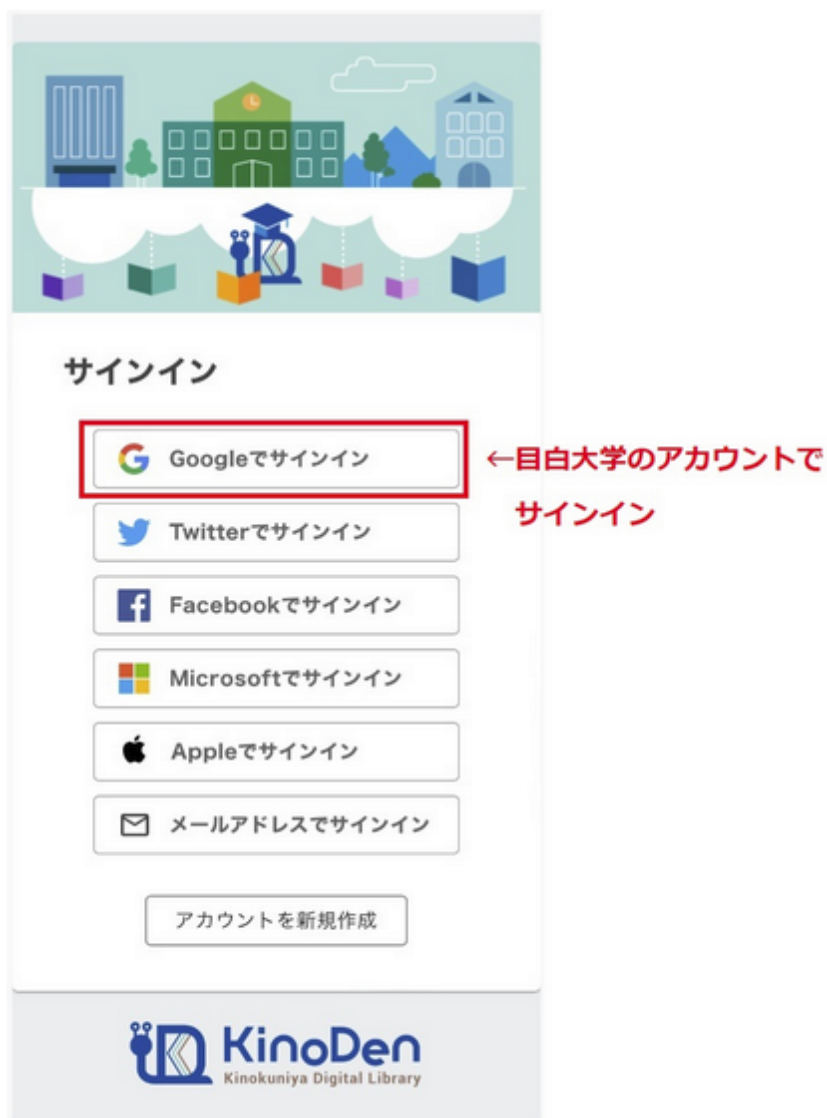 サインイン
Googleでサインイン
←目白大学のアカウントで
サインイン
Twitterでサインイン
Facebookでサインイン
Microsoftでサインイン
Appleでサインイン
メールアドレスでサインイン
アカウントを新規作成
KinoDen
Kinokuniya Digital Library